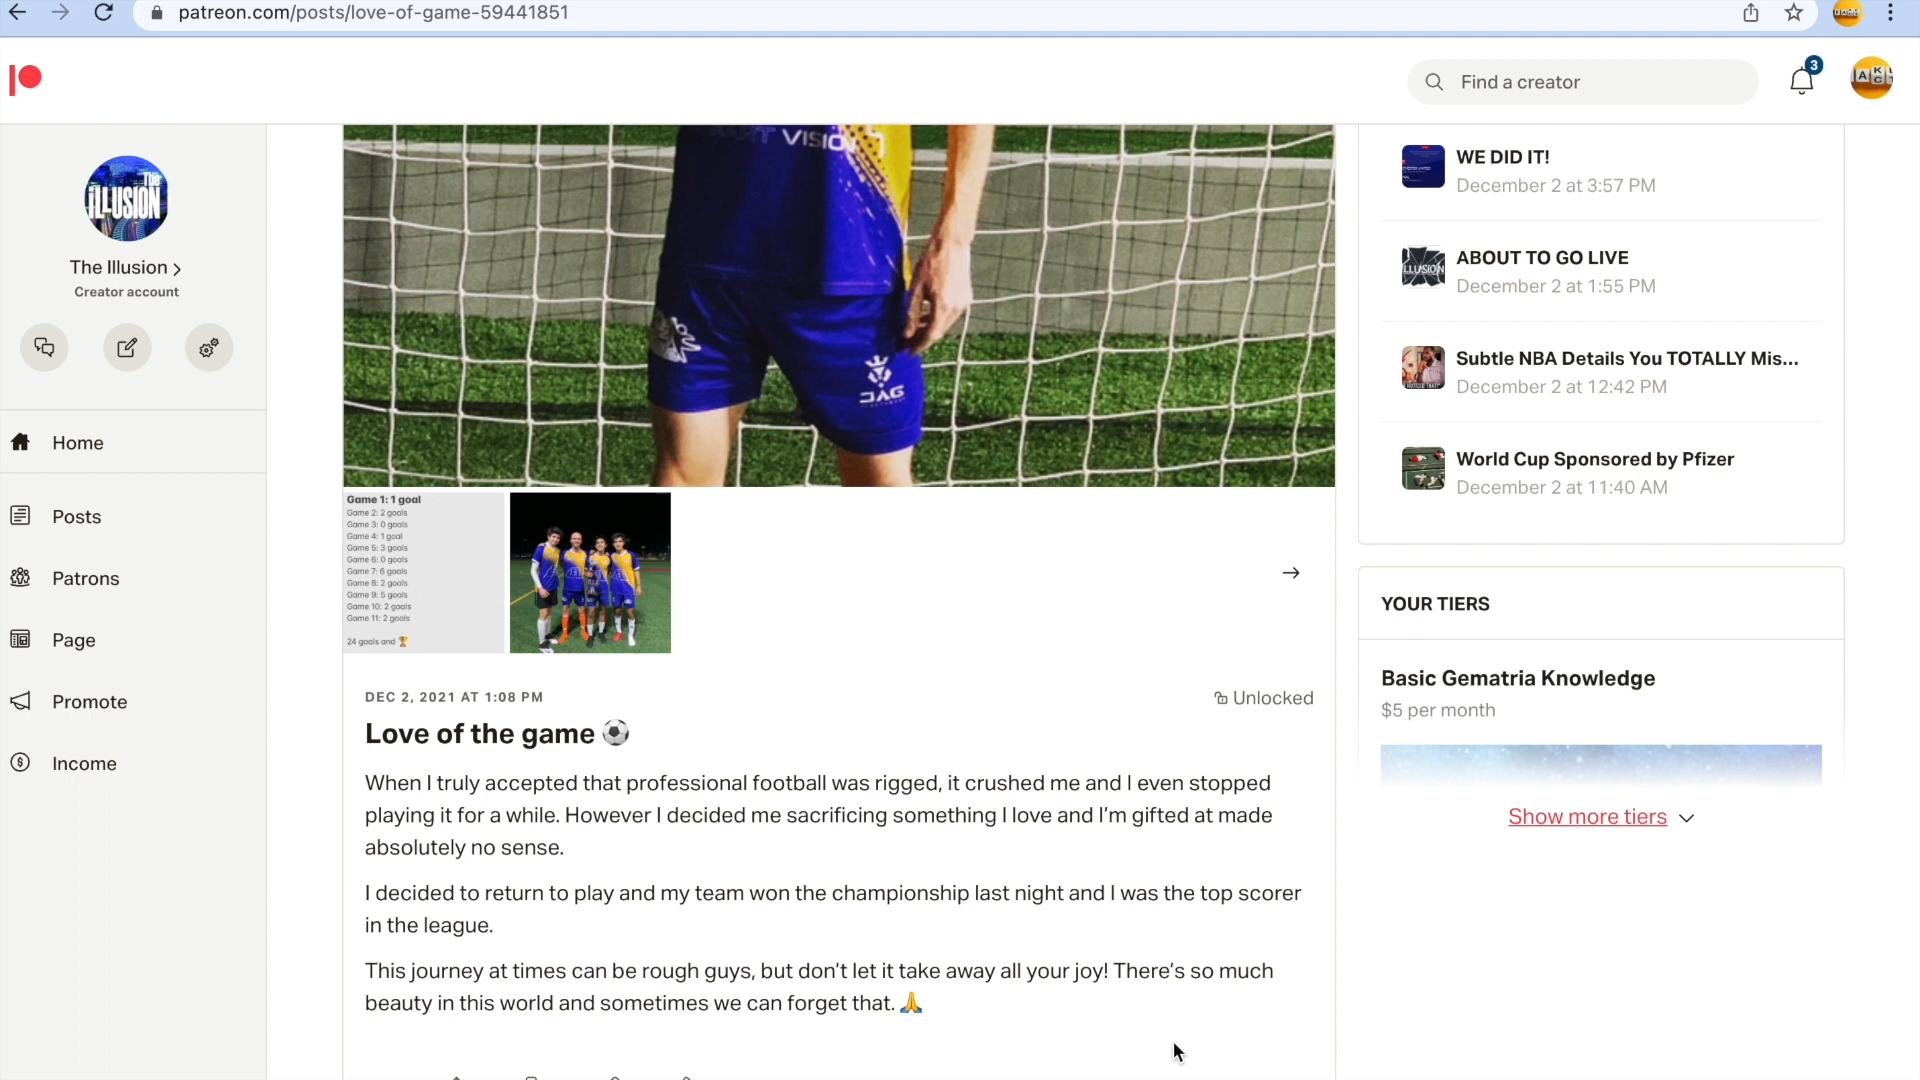 patreon.com/posts/love-of-game-59441851
Find a creator
3
THE
ILLUSION
The Illusion
Creator account
Home
Posts
Patrons
Page
Promote
Income
ART VISION
JAG
Game 1: 1 goal
Game 2: 2 goals
Game 3: 0 goals
Game 4: 1 goal
Game 5: 3 goals
Game 6: 0 goals
Game 7: 6 goals
Game 8: 2 goals
Game 9: 5 goals
Game 10: 2 goals
Game 11: 2 goals
24 goals and 🏆
DEC 2, 2021 AT 1:08 PM
Unlocked
Love of the game ⚽
When I truly accepted that professional football was rigged, it crushed me and I even stopped
playing it for a while. However I decided me sacrificing something I love and I'm gifted at made
absolutely no sense.
I decided to return to play and my team won the championship last night and I was the top scorer
in the league.
This journey at times can be rough guys, but don't let it take away all your joy! There's so much
beauty in this world and sometimes we can forget that. 🙏
WE DID IT!
December 2 at 3:57 PM
ILLUSION
ABOUT TO GO LIVE
December 2 at 1:55 PM
Subtle NBA Details You TOTALLY Mis...
December 2 at 12:42 PM
World Cup Sponsored by Pfizer
December 2 at 11:40 AM
YOUR TIERS
Basic Gematria Knowledge
$5 per month
Show more tiers